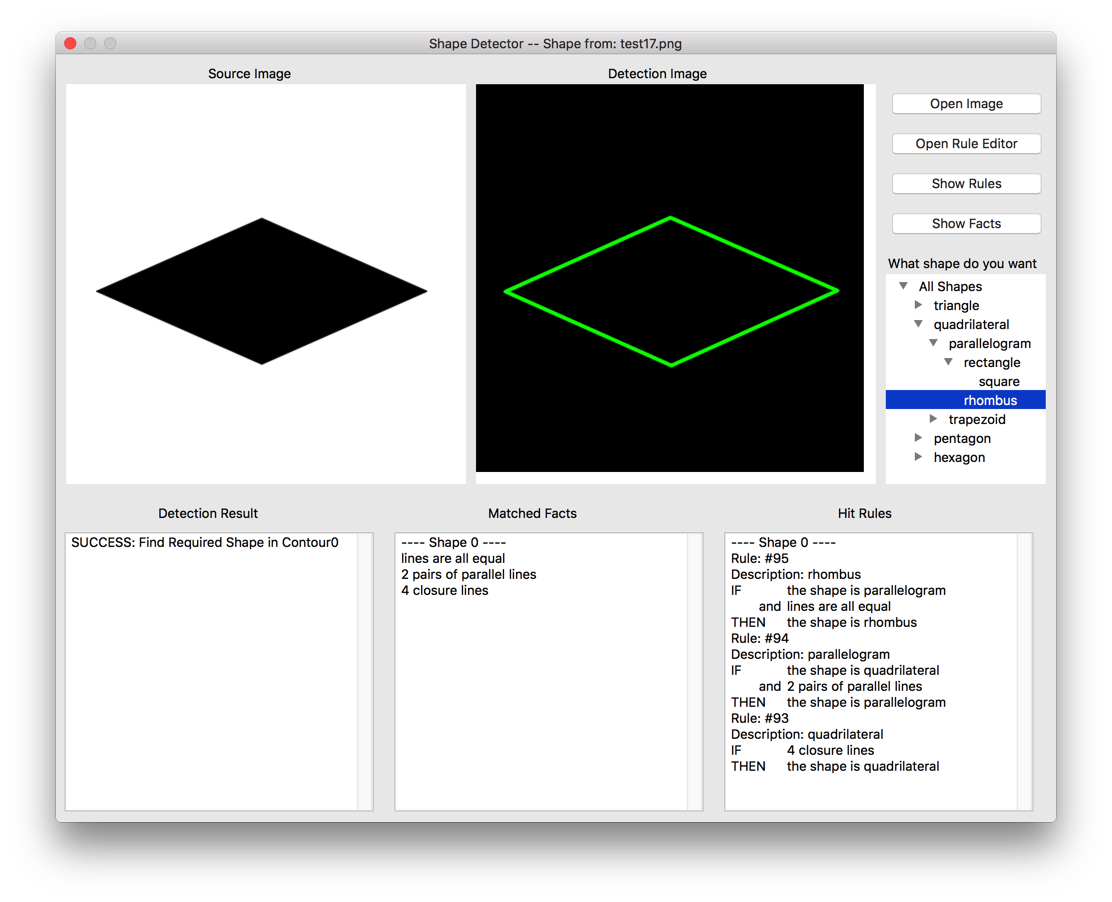 Shape Detector -- Shape from: test17.png
Source Image
Detection Image
Open Image
Open Rule Editor
Show Rules
Show Facts
What shape do you want
All Shapes
triangle
quadrilateral
parallelogram
rectangle
square
rhombus
trapezoid
pentagon
hexagon
Detection Result
SUCCESS: Find Required Shape in Contour0
Matched Facts
---- Shape 0 ----
lines are all equal
2 pairs of parallel lines
4 closure lines
Hit Rules
---- Shape 0 ----
Rule: #95
Description: rhombus
IF the shape is parallelogram
and lines are all equal
THEN the shape is rhombus
Rule: #94
Description: parallelogram
IF the shape is quadrilateral
and 2 pairs of parallel lines
THEN the shape is parallelogram
Rule: #93
Description: quadrilateral
IF 4 closure lines
THEN the shape is quadrilateral